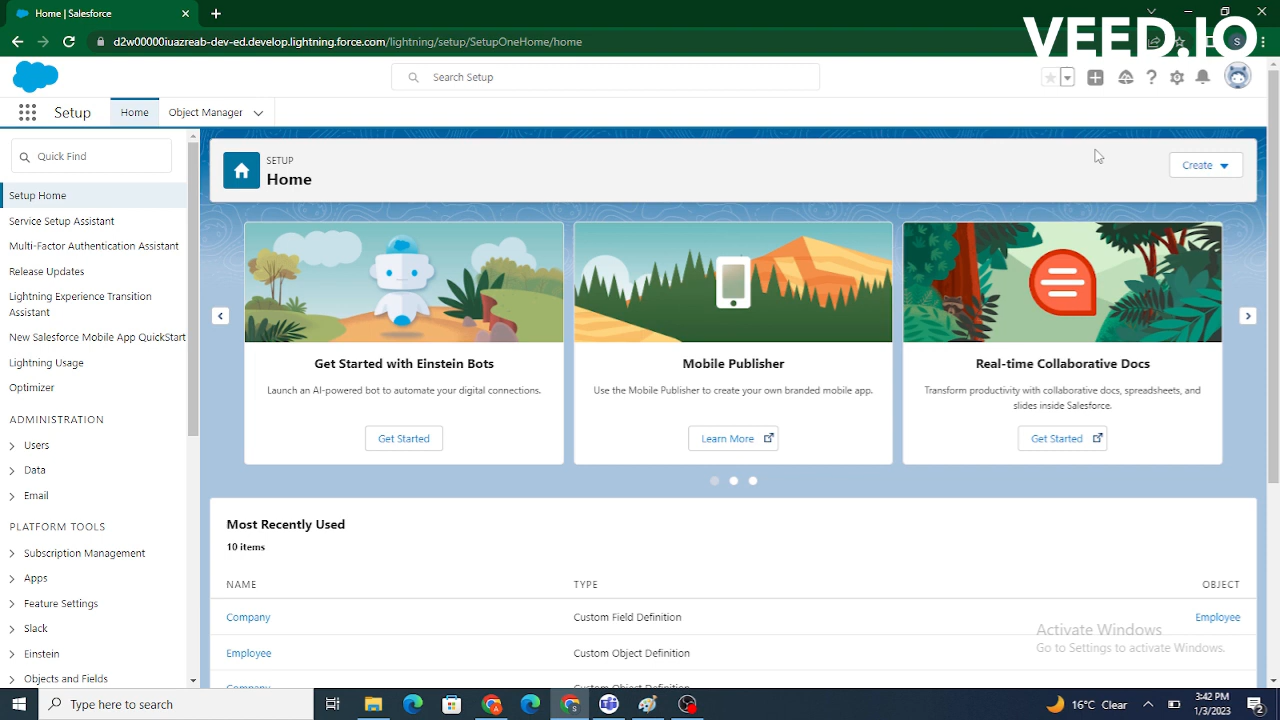 Home | Salesforce
VEED.IO
d2w00000iuazreab-dev-ed.develop.lightning.force.com/lightning/setup/SetupOneHome/home
S
Search Setup
Setup
Home
Object Manager
Quick Find
SETUP
Home
Create
Setup Home
Service Setup Assistant
Multi-Factor Authentication Assistant
Release Updates
Lightning Experience Transition
Assistant
New Salesforce Mobile App QuickStart
Lightning Usage
Optimizer
ADMINISTRATION
Users
Data
Email
PLATFORM TOOLS
Subscription Management
Apps
Feature Settings
Slack
Einstein
Objects and Fields
Get Started with Einstein Bots
Launch an AI-powered bot to automate your digital connections.
Get Started
Mobile Publisher
Use the Mobile Publisher to create your own branded mobile app.
Learn More
Real-time Collaborative Docs
Transform productivity with collaborative docs, spreadsheets, and
slides inside Salesforce.
Get Started
Most Recently Used
10 items
NAME TYPE OBJECT
Company Custom Field Definition Employee
Employee Custom Object Definition
Company Custom Object Definition
Activate Windows
Go to Settings to activate Windows.
Type here to search
16°C Clear
3:42 PM
1/3/2023
2